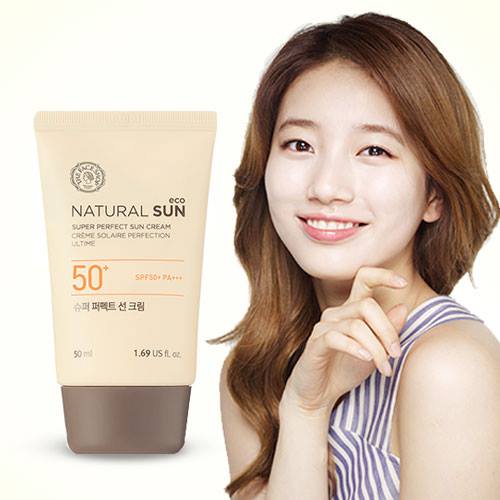 THE FACE SHOP
eco
NATURAL SUN
SUPER PERFECT SUN CREAM
CRÈME SOLAIRE PERFECTION
ULTIME
50+
SPF50+ PA+++
슈퍼 퍼펙트 선 크림
50 ml
1.69 US fl. oz.